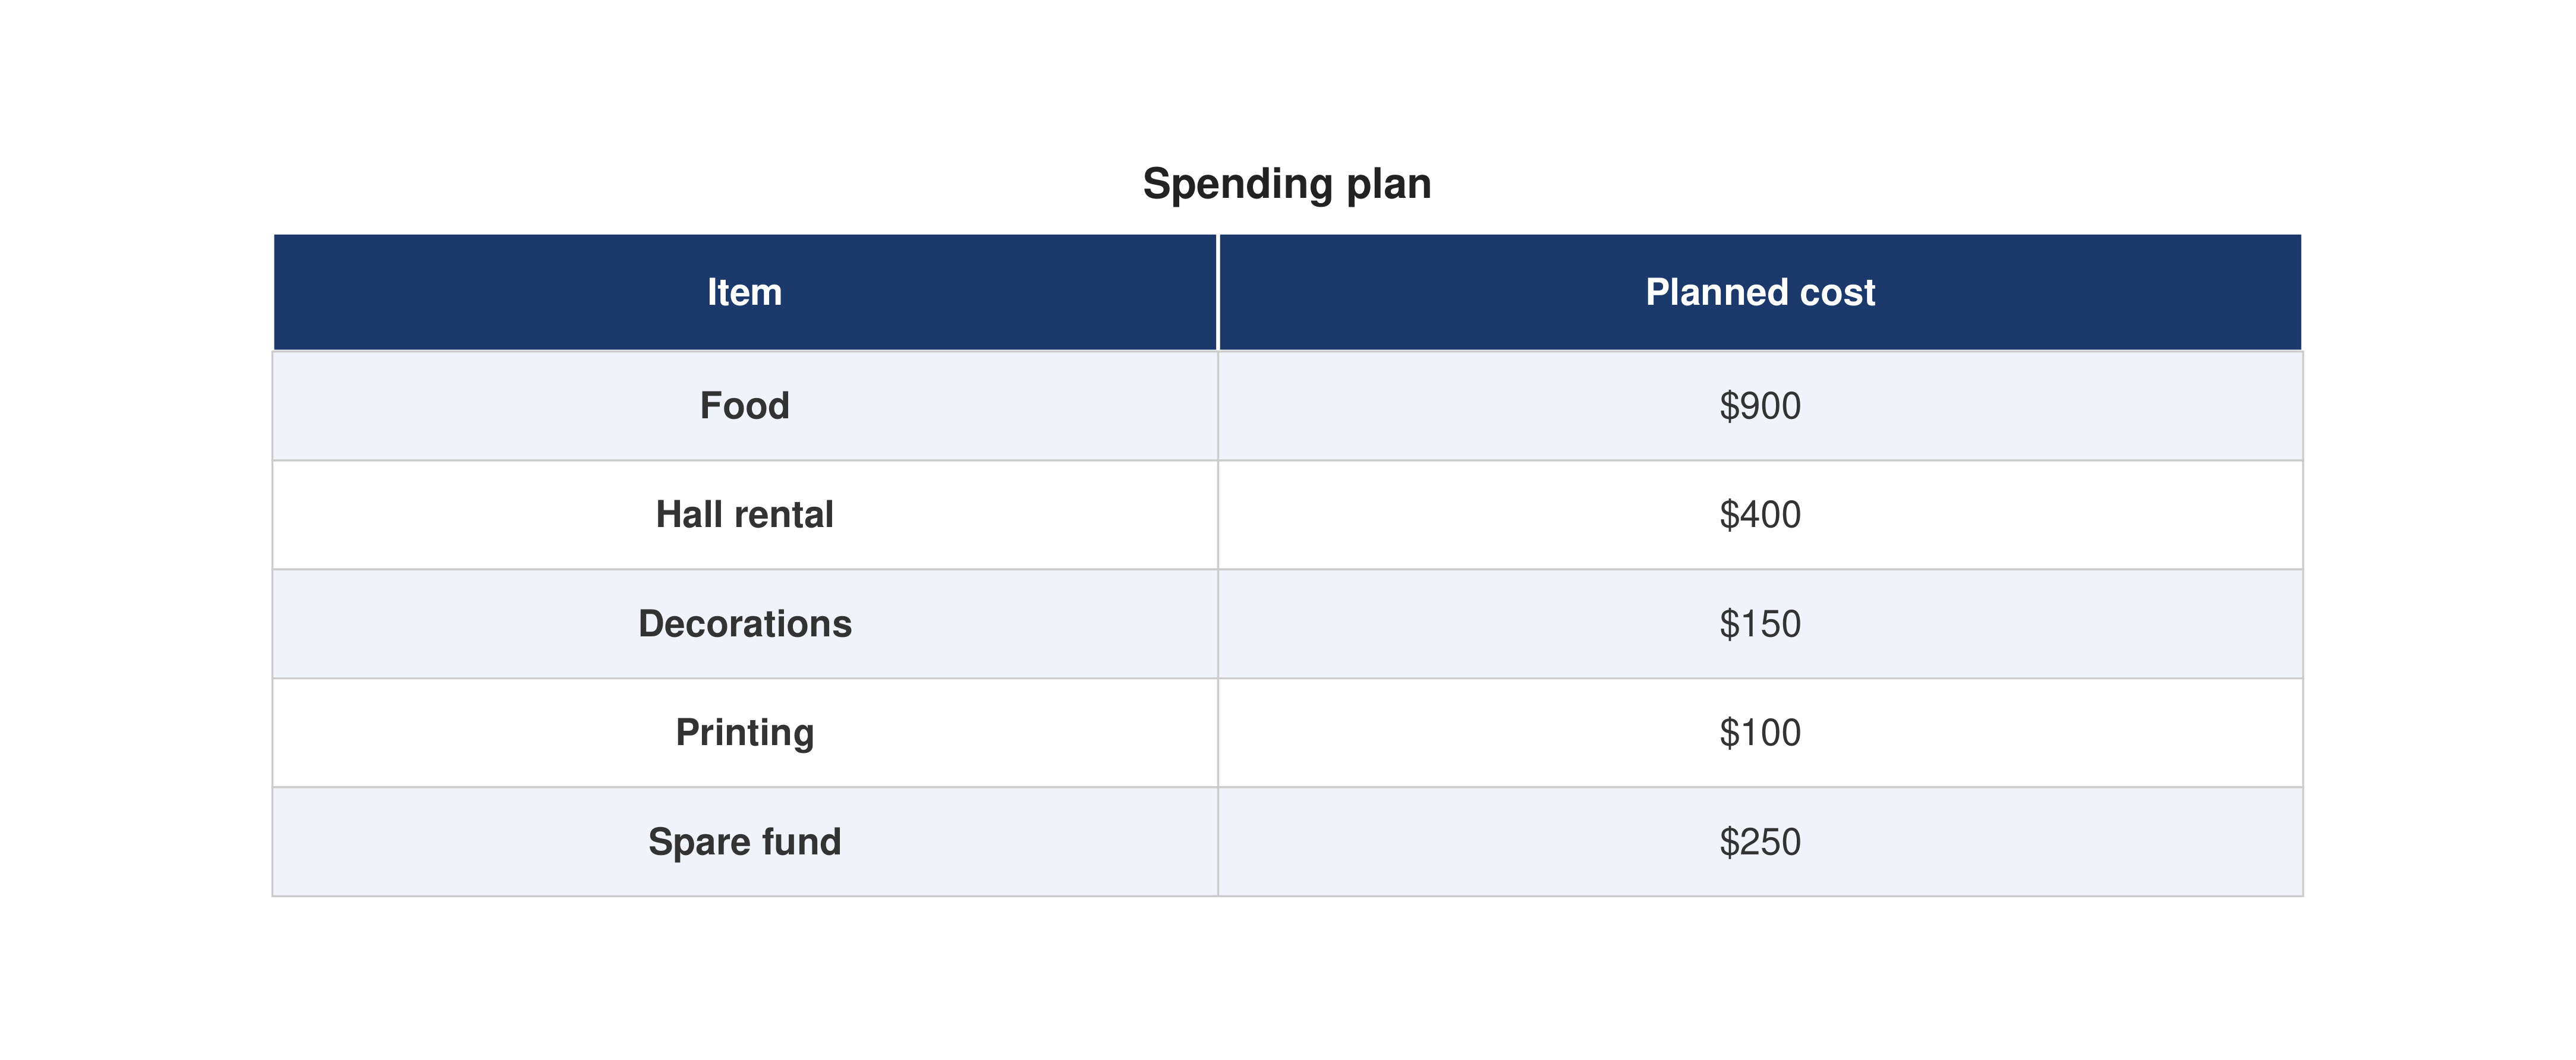 Spending plan
Item Planned cost
Food $900
Hall rental $400
Decorations $150
Printing $100
Spare fund $250